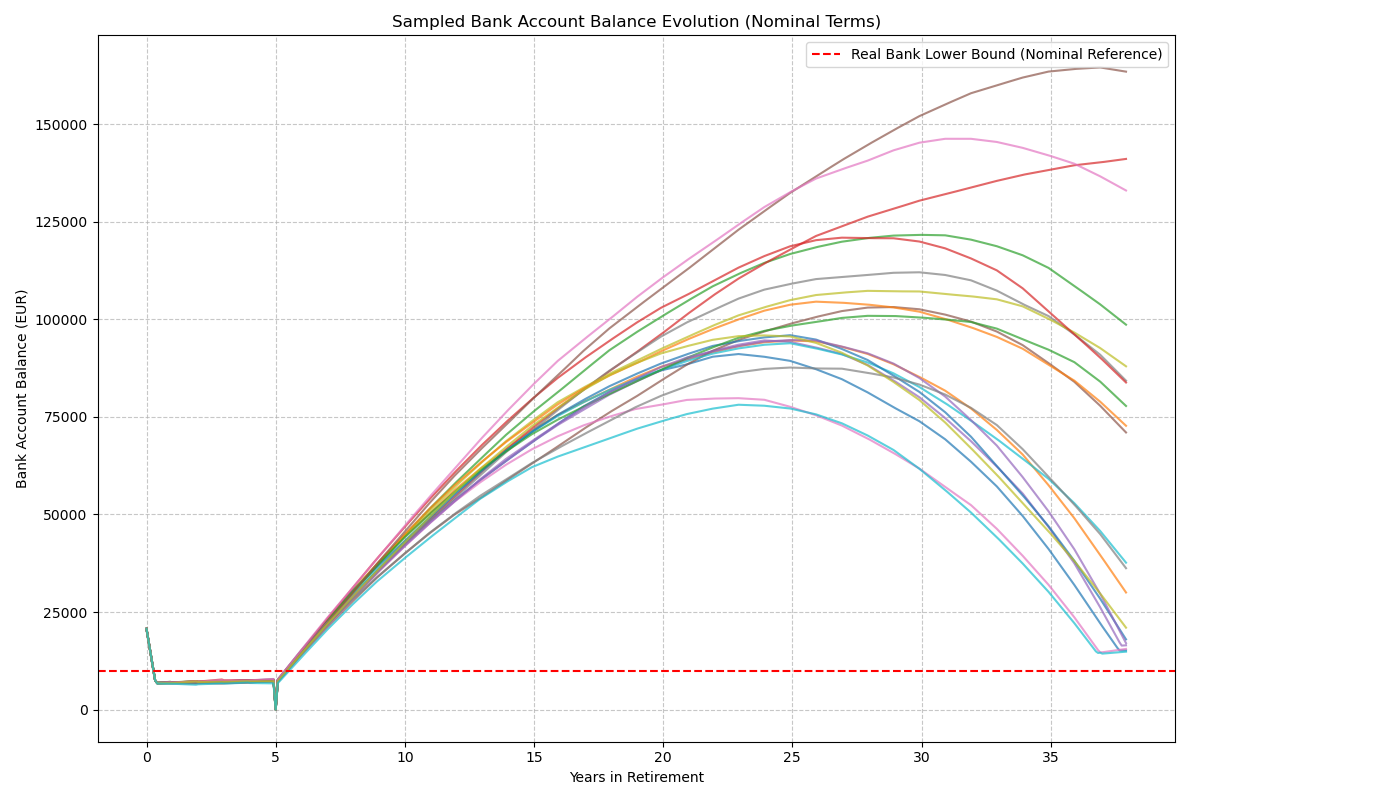 Sampled Bank Account Balance Evolution (Nominal Terms)
Real Bank Lower Bound (Nominal Reference)
Bank Account Balance (EUR)
150000
125000
100000
75000
50000
25000
0
0 5 10 15 20 25 30 35
Years in Retirement